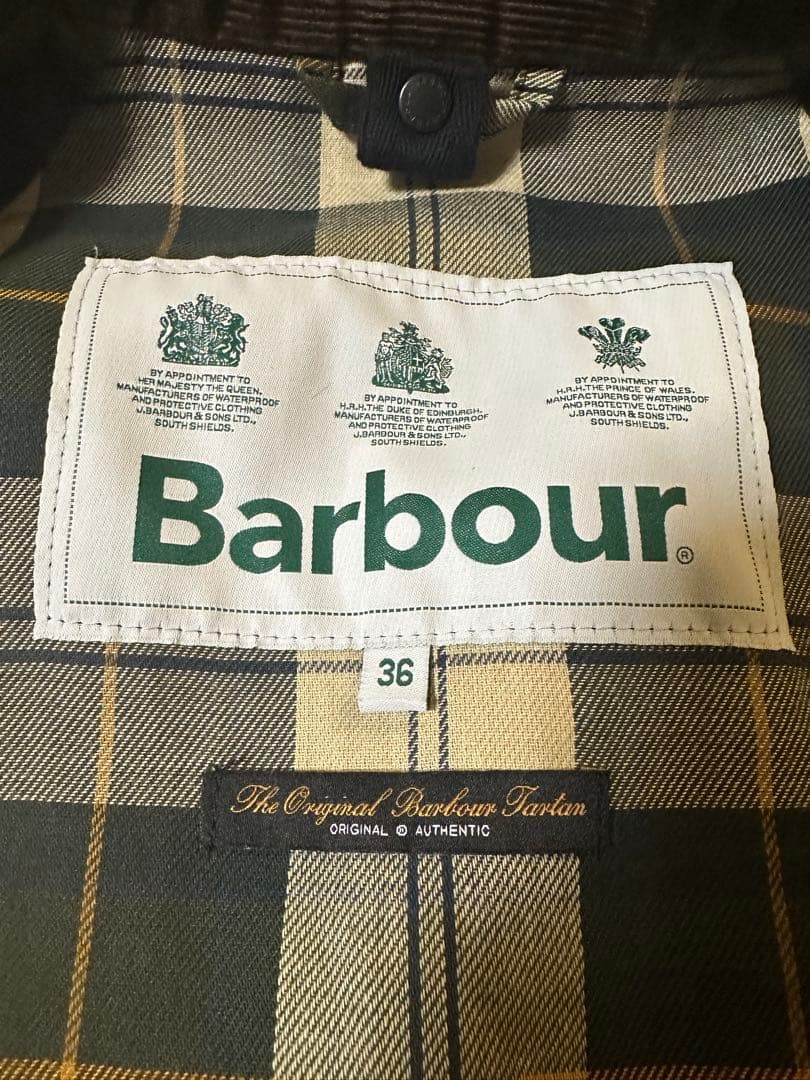 BY APPOINTMENT TO
HER MAJESTY THE QUEEN.
MANUFACTURERS OF WATERPROOF
AND PROTECTIVE CLOTHING
J.BARBOUR & SONS LTD.,
SOUTH SHIELDS.
BY APPOINTMENT TO
H.R.H.THE DUKE OF EDINBURGH.
MANUFACTURERS OF WATERPROOF
AND PROTECTIVE CLOTHING
J.BARBOUR & SONS LTD.,
SOUTH SHIELDS.
BY APPOINTMENT TO
H.R.H.THE PRINCE OF WALES.
MANUFACTURERS OF WATERPROOF
AND PROTECTIVE CLOTHING
J.BARBOUR & SONS LTD.,
SOUTH SHIELDS.
Barbour®
36
The Original Barbour Tartan
ORIGINAL ® AUTHENTIC